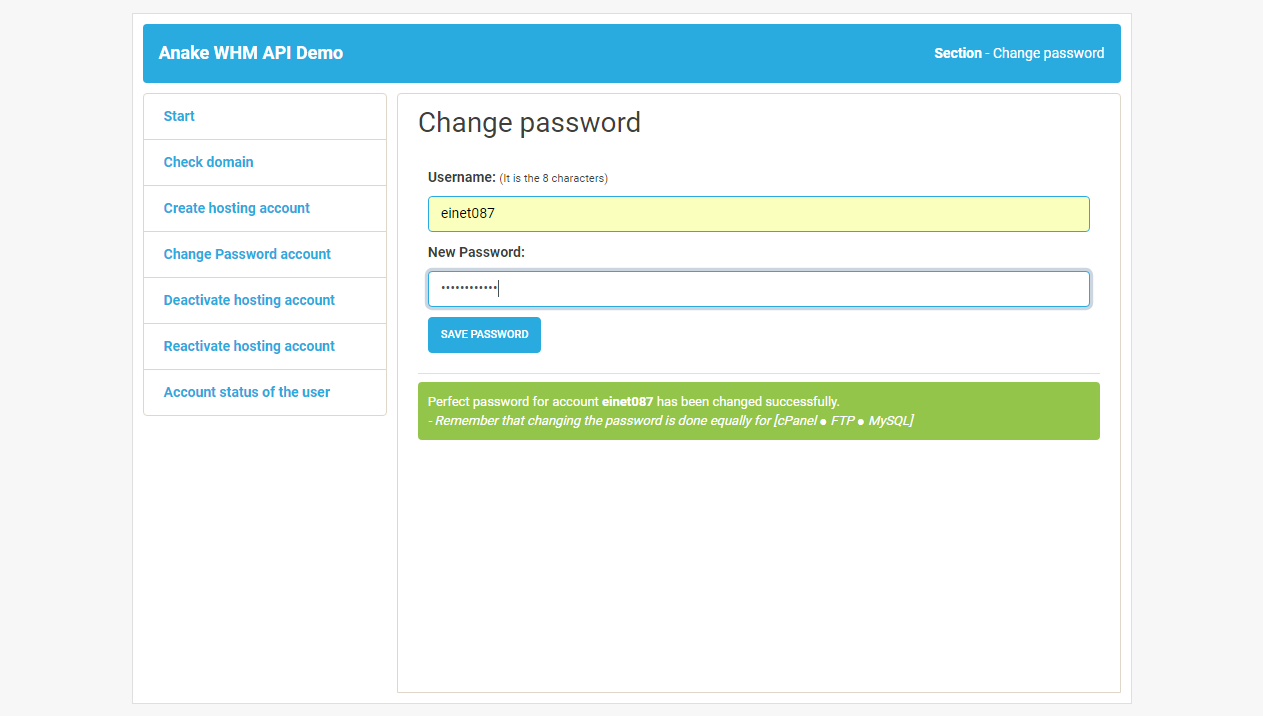 Anake WHM API Demo
Section - Change password
Start
Check domain
Create hosting account
Change Password account
Deactivate hosting account
Reactivate hosting account
Account status of the user
Change password
Username: (It is the 8 characters)
einet087
New Password:
••••••••••••
SAVE PASSWORD
Perfect password for account einet087 has been changed successfully.
- Remember that changing the password is done equally for [cPanel ● FTP ● MySQL]